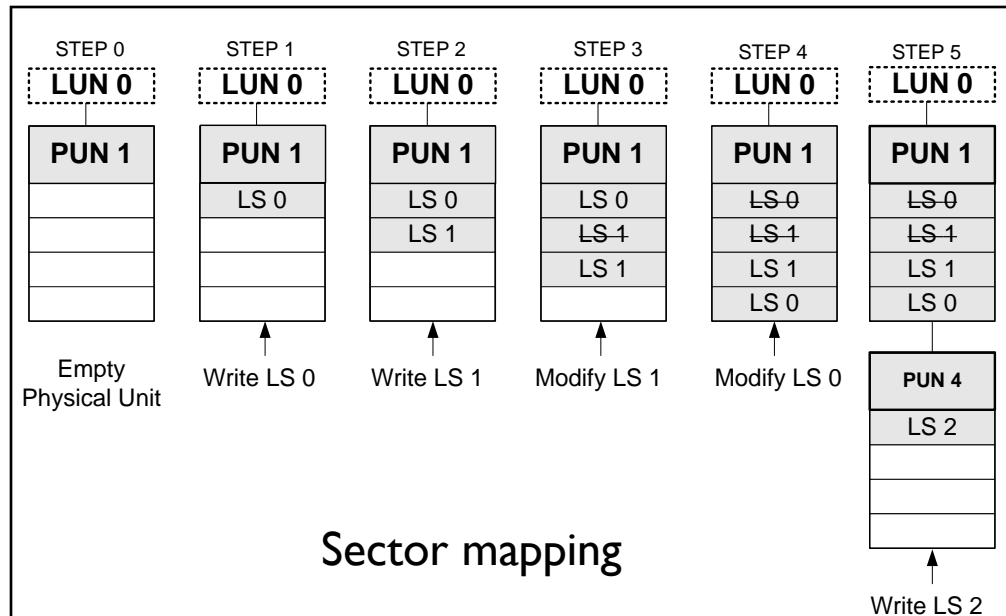 STEP 0
LUN 0
PUN 1
Empty
Physical Unit
STEP 1
LUN 0
PUN 1
LS 0
Write LS 0
STEP 2
LUN 0
PUN 1
LS 0
LS 1
Write LS 1
STEP 3
LUN 0
PUN 1
LS 0
LS 1
LS 1
Modify LS 1
STEP 4
LUN 0
PUN 1
LS 0
LS 1
LS 1
LS 0
Modify LS 0
STEP 5
LUN 0
PUN 1
LS 0
LS 1
LS 1
LS 0
PUN 4
LS 2
Write LS 2
Sector mapping